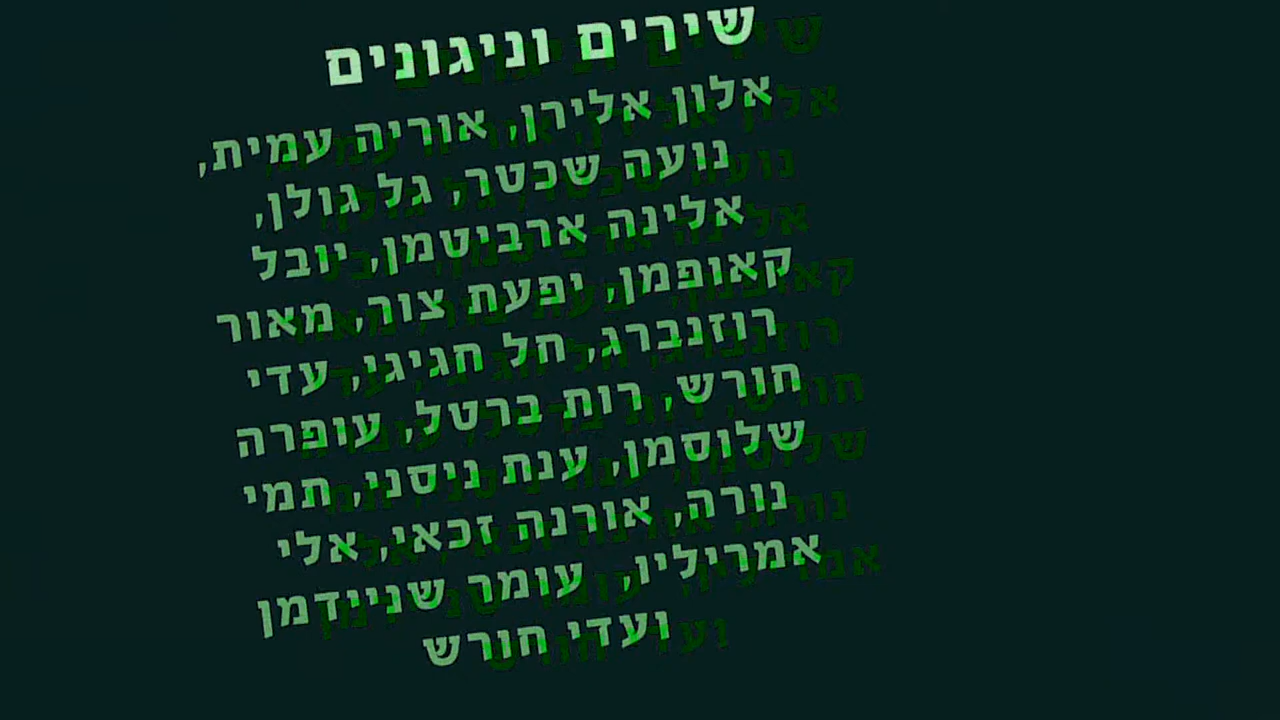 שירים וניגונים
אלון אלירן, אוריה עמית,
נועה שכטר, גל גולן,
אלינה ארביטמן, יובל
קאופמן, יפעת צור, מאור
רוזנברג, חל חגיגי, עדי
חורש, רות ברטל, עופרה
שלוסמן, ענת ניסני, תמי
נורה, אורנה זכאי, אלי
אמריליו, עומר שניידמן
ועדי חורש